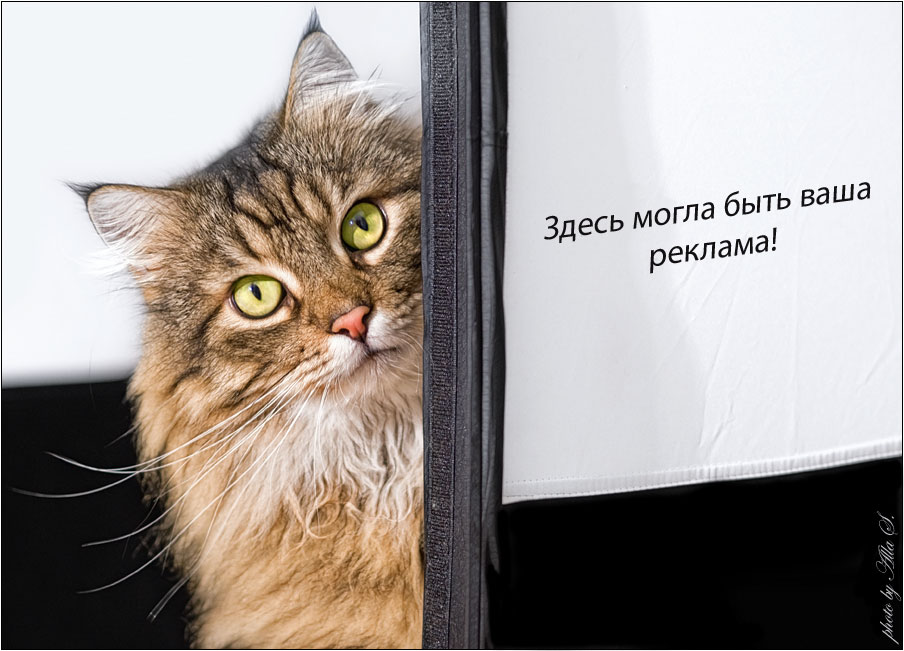 Здесь могла быть ваша
реклама!
photo by Alla S.